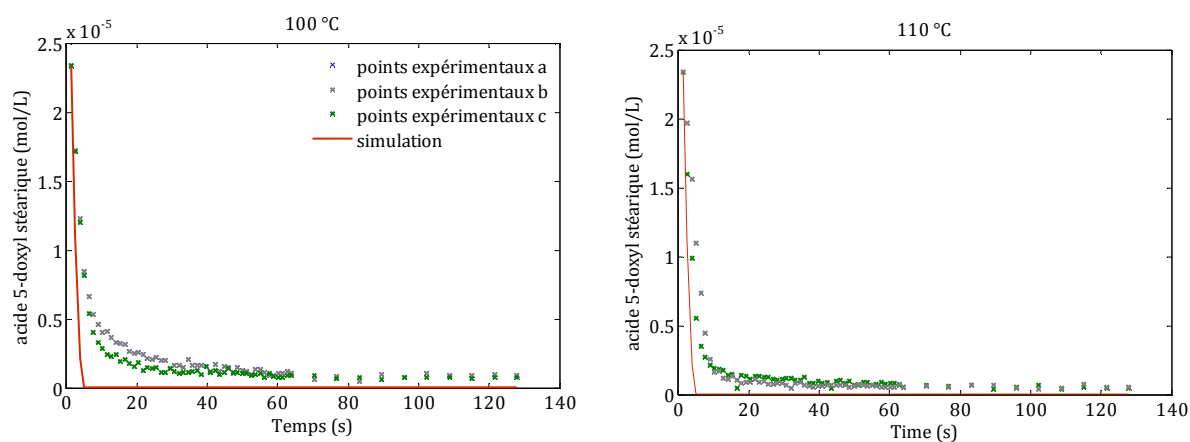 x 10⁻⁵
100 °C
2.5
2
1.5
1
0.5
0
acide 5-doxyl stéarique (mol/L)
points expérimentaux a
points expérimentaux b
points expérimentaux c
simulation
0 20 40 60 80 100 120 140
Temps (s)
x 10⁻⁵
110 °C
2.5
2
1.5
1
0.5
0
acide 5-doxyl stéarique (mol/L)
0 20 40 60 80 100 120 140
Time (s)